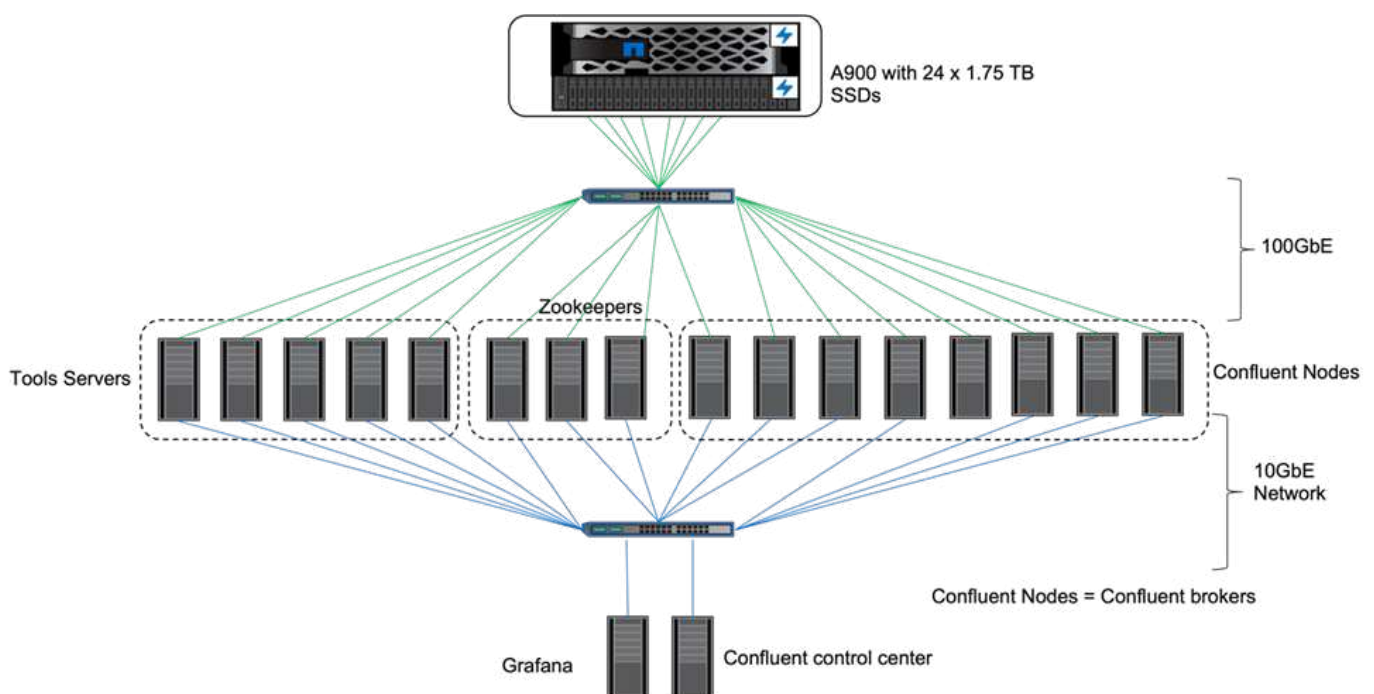 A900 with 24 x 1.75 TB
SSDs
100GbE
Zookeepers
Tools Servers
Confluent Nodes
10GbE
Network
Confluent Nodes = Confluent brokers
Grafana
Confluent control center